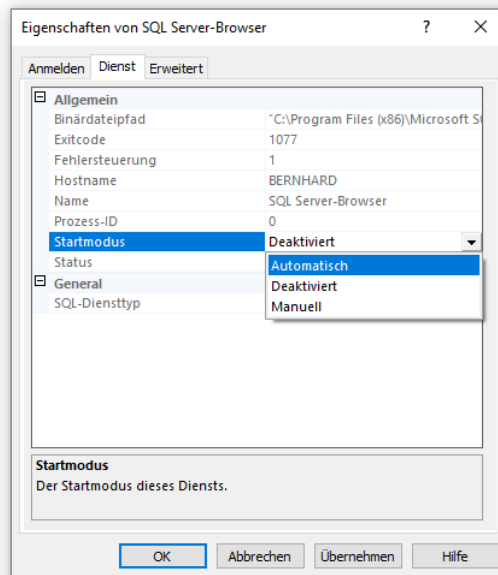 Eigenschaften von SQL Server-Browser ? ×
Anmelden Dienst Erweitert
Allgemein
Binärdateipfad "C:\Program Files (x86)\Microsoft S
Exitcode 1077
Fehlersteuerung 1
Hostname BERNHARD
Name SQL Server-Browser
Prozess-ID 0
Startmodus Deaktiviert
Status
Automatisch
General
Deaktiviert
SQL-Diensttyp
Manuell
Startmodus
Der Startmodus dieses Diensts.
OK Abbrechen Übernehmen Hilfe